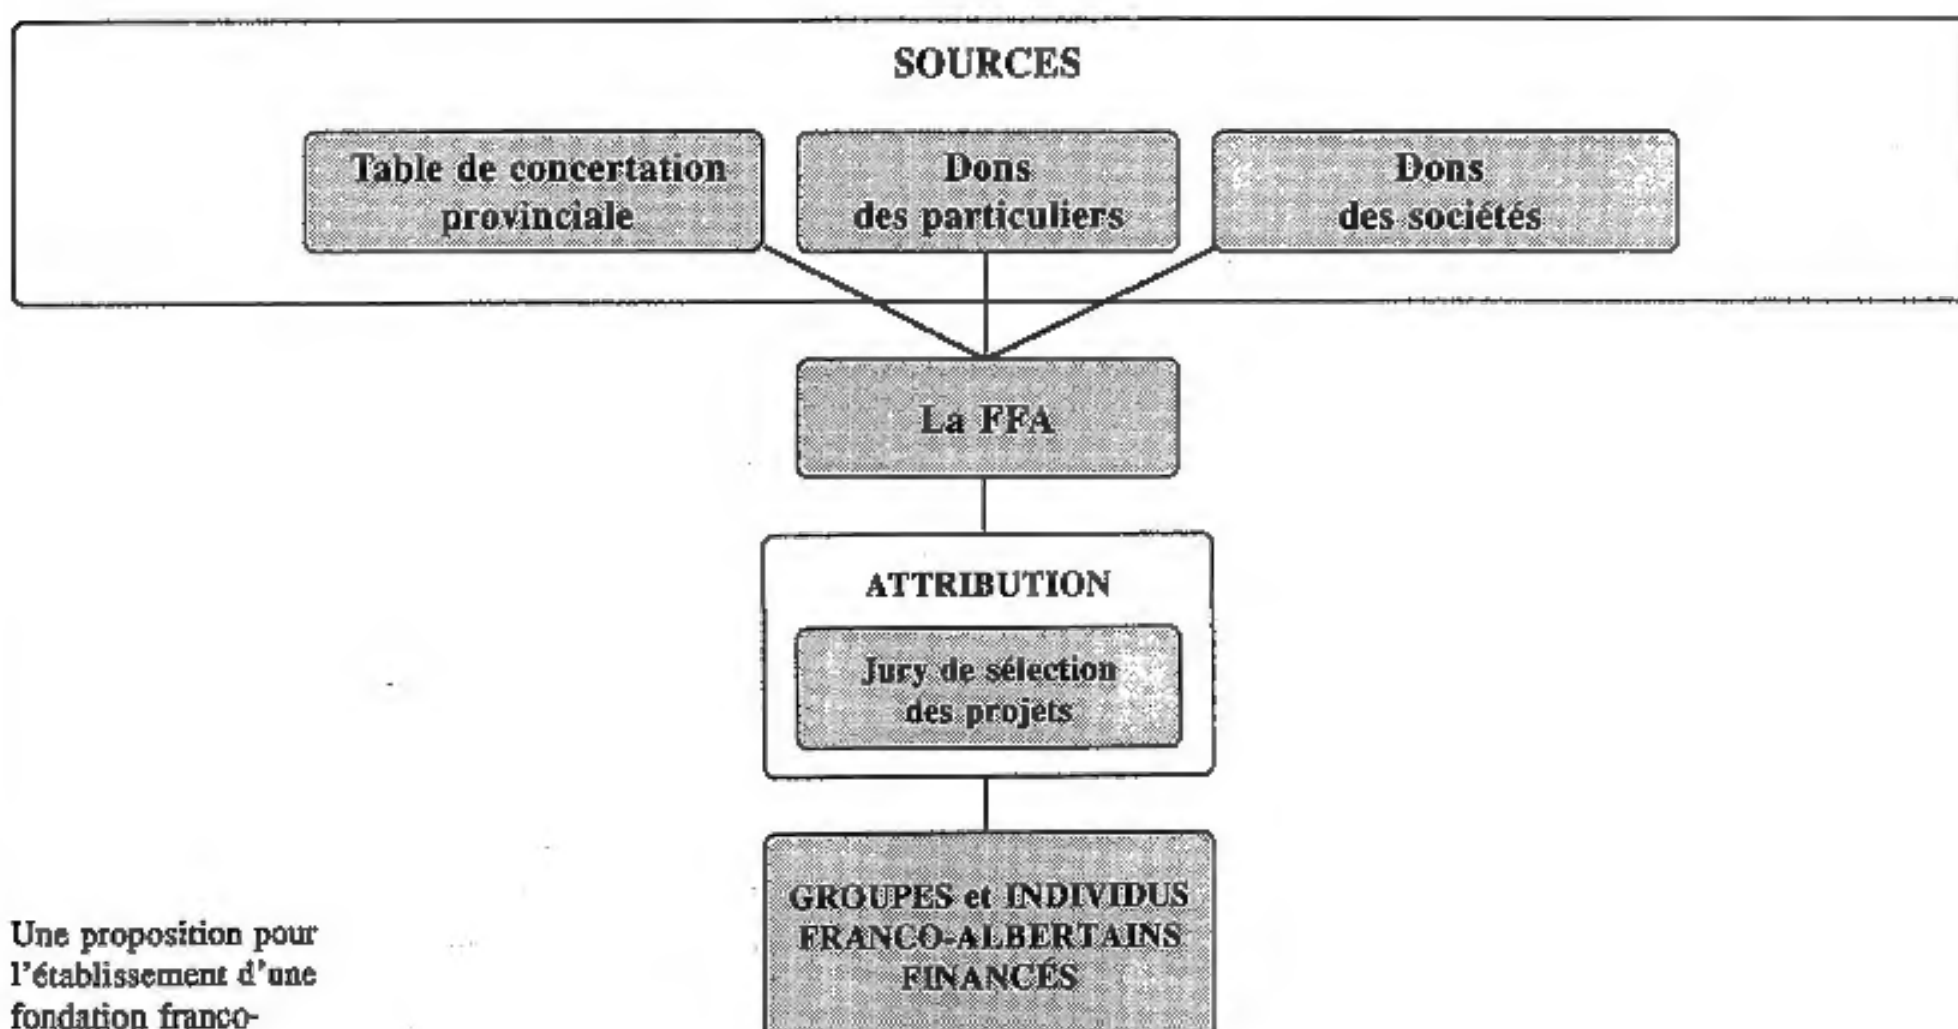 SOURCES
Table de concertation
provinciale
Dons
des particuliers
Dons
des sociétés
La FFA
ATTRIBUTION
Jury de sélection
des projets
GROUPES et INDIVIDUS
FRANCO-ALBERTAINS
FINANCÉS
Une proposition pour
l'établissement d'une
fondation franco-